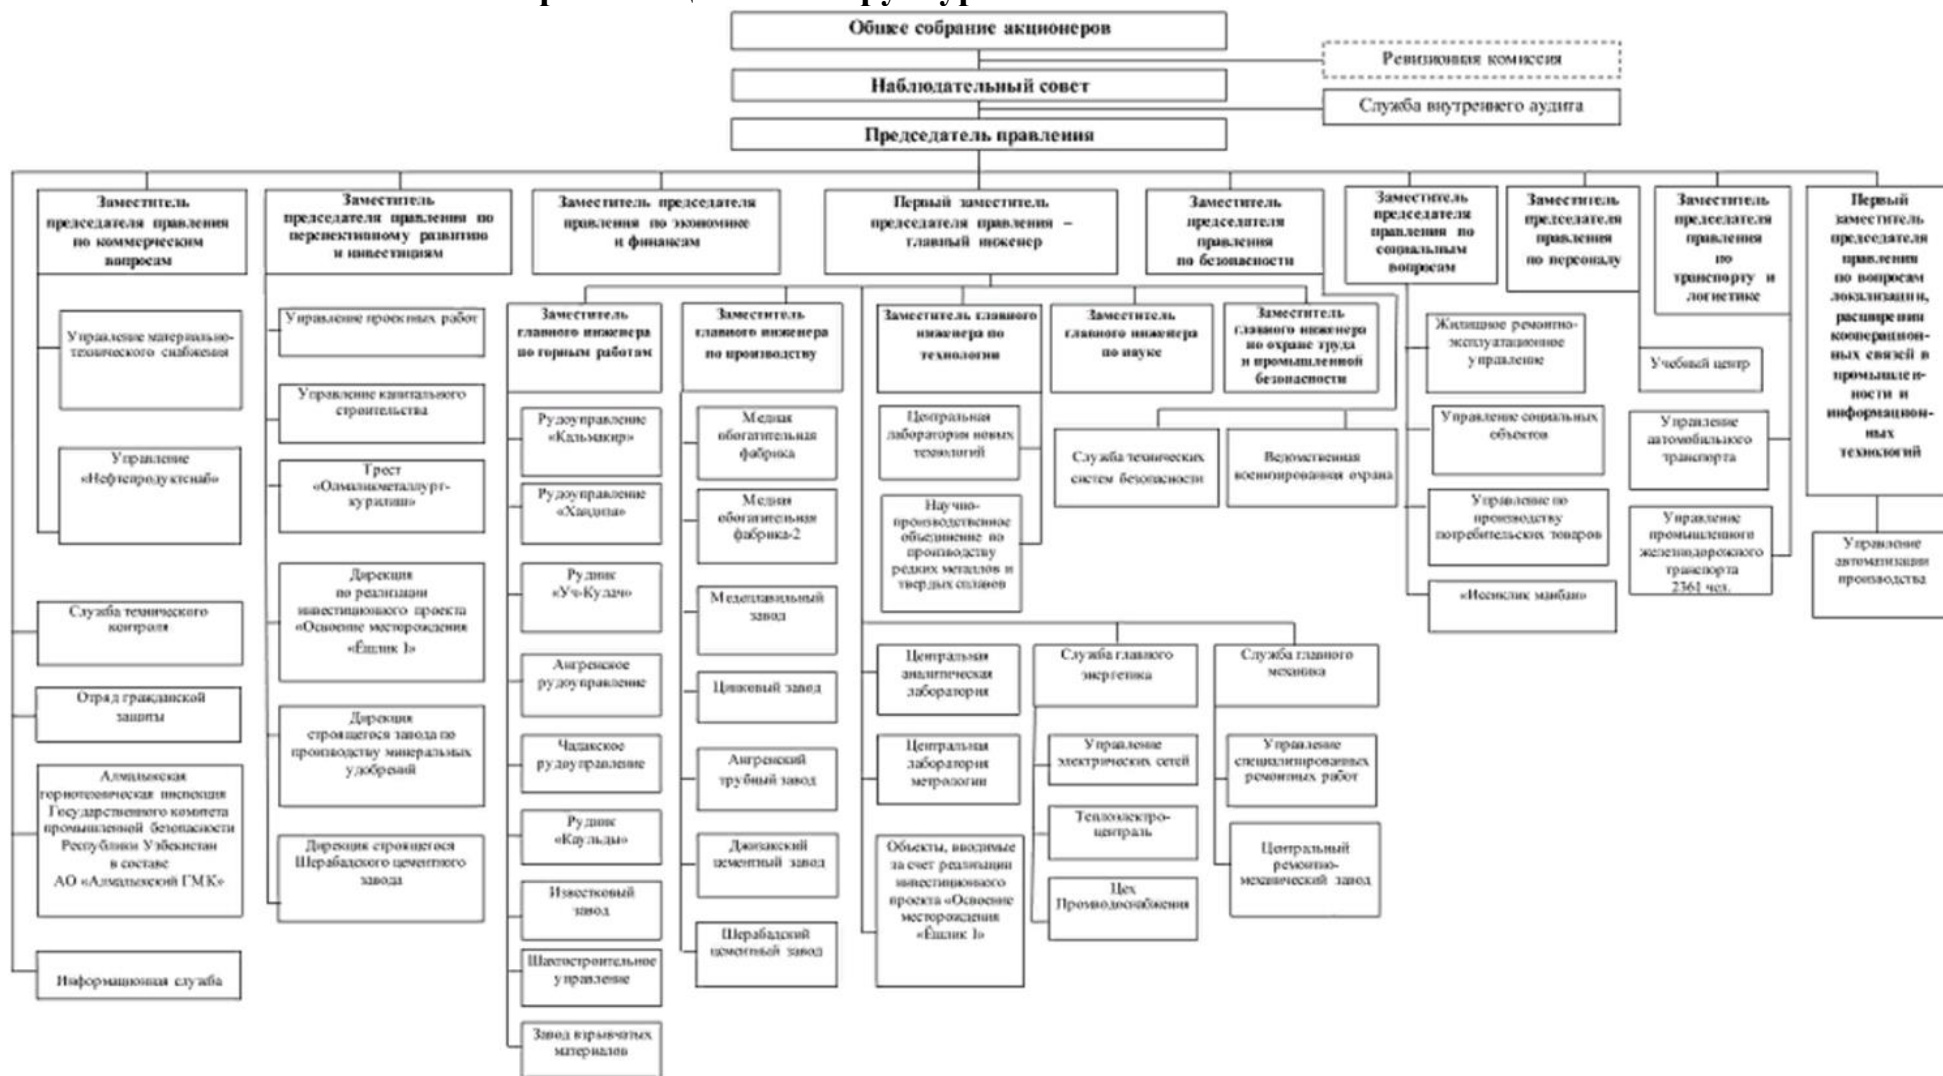 Общее собрание акционеров
Ревизионная комиссия
Наблюдательный совет
Служба внутреннего аудита
Председатель правления
Заместитель
председателя правления
по коммерческим
вопросам
Заместитель
председателя правления по
перспективному развитию
и инвестициям
Заместитель председателя
правления по экономике
и финансам
Первый заместитель
председателя правления –
главный инженер
Заместитель
председателя
правления
по безопасности
Заместитель
председателя
правления по
социальным
вопросам
Заместитель
председателя
правления
по персоналу
Заместитель
председателя
правления
по
транспорту и
логистике
Первый
заместитель
председателя
правления
по вопросам
локализации,
расширения
кооперацион-
ных связей в
промышлен-
ности и
информацион-
ных
технологий
Управление материально-
технического снабжения
Управление
«Нефтепродуктснаб»
Служба технического
контроля
Отряд гражданской
защиты
Алмалыкская
горнотехническая инспекция
Государственного комитета
промышленной безопасности
Республики Узбекистан
в составе
АО «Алмалыкский ГМК»
Информационная служба
Управление проектных работ
Управление капитального
строительства
Трест
«Олмаликметаллург-
курилиш»
Дирекция
по реализации
инвестиционного проекта
«Освоение месторождения
«Ёшлик I»
Дирекция
строящегося завода по
производству минеральных
удобрений
Дирекция строящегося
Шерабадского цементного
завода
Заместитель
главного инженера
по горным работам
Рудоуправление
«Кальмакир»
Рудоуправление
«Хандиза»
Рудник
«Уч-Кулач»
Ангренское
рудоуправление
Чадакское
рудоуправление
Рудник
«Каульды»
Известковый
завод
Шахтостроительное
управление
Завод взрывчатых
материалов
Заместитель
главного инженера
по производству
Медная
обогатительная
фабрика
Медная
обогатительная
фабрика-2
Медеплавильный
завод
Цинковый завод
Ангренский
трубный завод
Джизакский
цементный завод
Шерабадский
цементный завод
Заместитель главного
инженера по
технологии
Центральная
лаборатория новых
технологий
Научно-
производственное
объединение по
производству
редких металлов и
твердых сплавов
Центральная
аналитическая
лаборатория
Центральная
лаборатория
метрологии
Объекты, вводимые
за счет реализации
инвестиционного
проекта «Освоение
месторождения
«Ёшлик I»
Заместитель
главного инженера
по науке
Заместитель
главного инженера
по охране труда
и промышленной
безопасности
Служба технических
систем безопасности
Ведомственная
военизированная охрана
Служба главного
энергетика
Управление
электрических сетей
Теплоэлектро-
централь
Цех
Промводоснабжения
Служба главного
механика
Управление
специализированных
ремонтных работ
Центральный
ремонтно-
механический завод
Жилищное ремонтно-
эксплуатационное
управление
Управление социальных
объектов
Управление по
производству
потребительских товаров
«Иссиклик манбаи»
Учебный центр
Управление
автомобильного
транспорта
Управление
промышленного
железнодорожного
транспорта
2361 чел.
Управление
автоматизации
производства